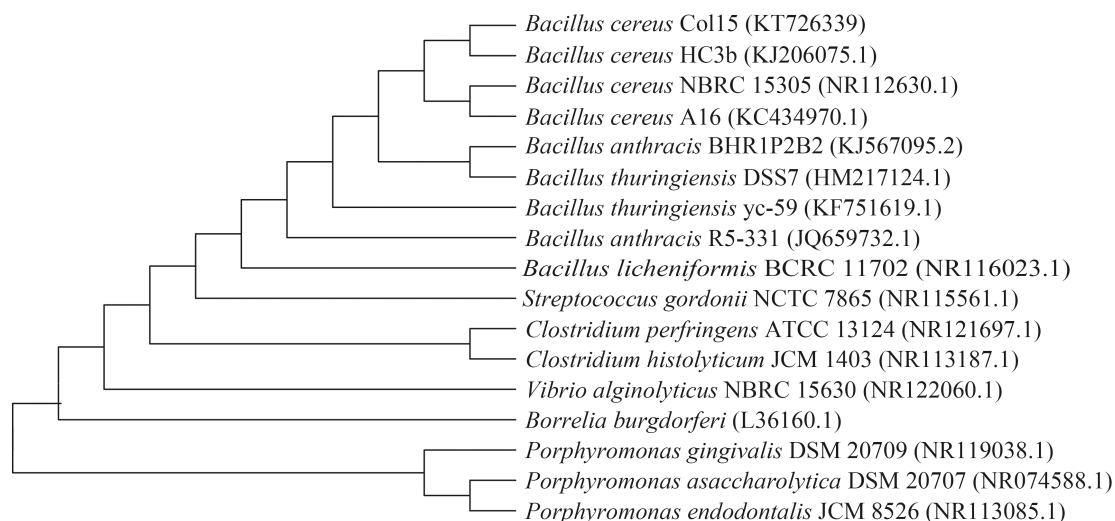 Bacillus cereus Col15 (KT726339)
Bacillus cereus HC3b (KJ206075.1)
Bacillus cereus NBRC 15305 (NR112630.1)
Bacillus cereus A16 (KC434970.1)
Bacillus anthracis BHR1P2B2 (KJ567095.2)
Bacillus thuringiensis DSS7 (HM217124.1)
Bacillus thuringiensis yc-59 (KF751619.1)
Bacillus anthracis R5-331 (JQ659732.1)
Bacillus licheniformis BCRC 11702 (NR116023.1)
Streptococcus gordonii NCTC 7865 (NR115561.1)
Clostridium perfringens ATCC 13124 (NR121697.1)
Clostridium histolyticum JCM 1403 (NR113187.1)
Vibrio alginolyticus NBRC 15630 (NR122060.1)
Borrelia burgdorferi (L36160.1)
Porphyromonas gingivalis DSM 20709 (NR119038.1)
Porphyromonas asaccharolytica DSM 20707 (NR074588.1)
Porphyromonas endodontalis JCM 8526 (NR113085.1)